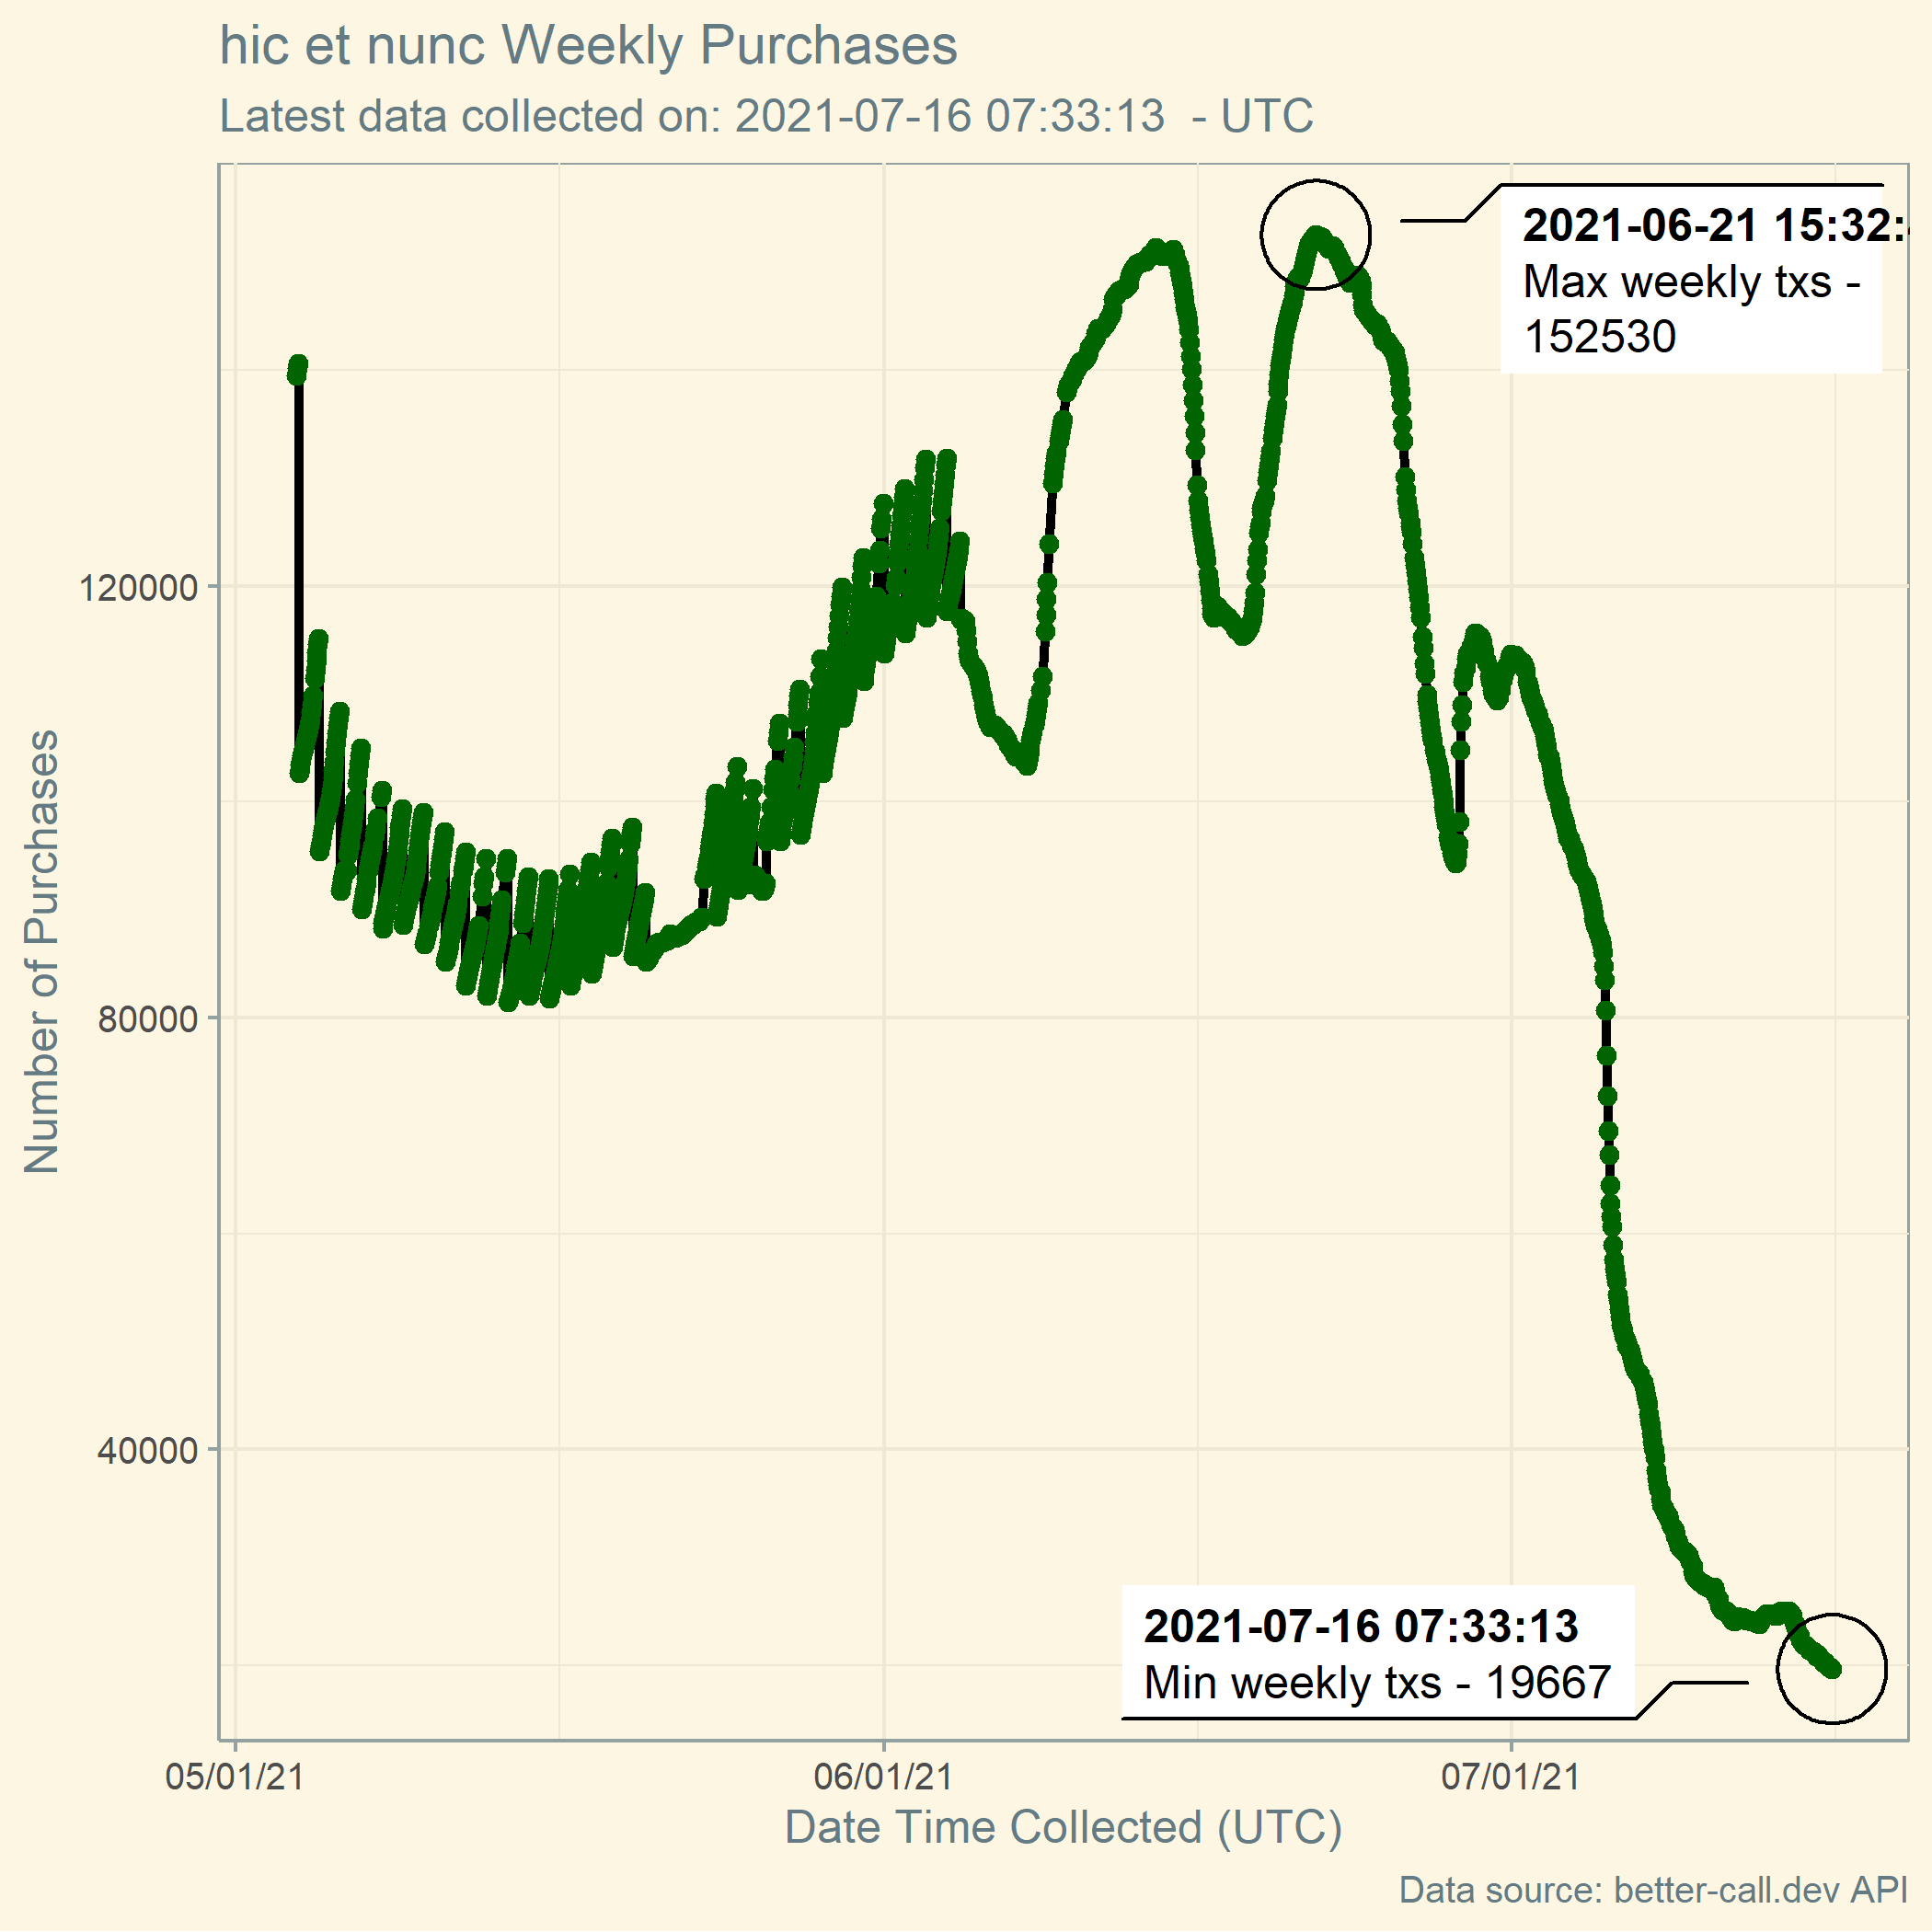 hic et nunc Weekly Purchases
Latest data collected on: 2021-07-16 07:33:13 - UTC
2021-06-21 15:32:
Max weekly txs -
152530
120000
80000
40000
Number of Purchases
2021-07-16 07:33:13
Min weekly txs - 19667
05/01/21
06/01/21
07/01/21
Date Time Collected (UTC)
Data source: better-call.dev API